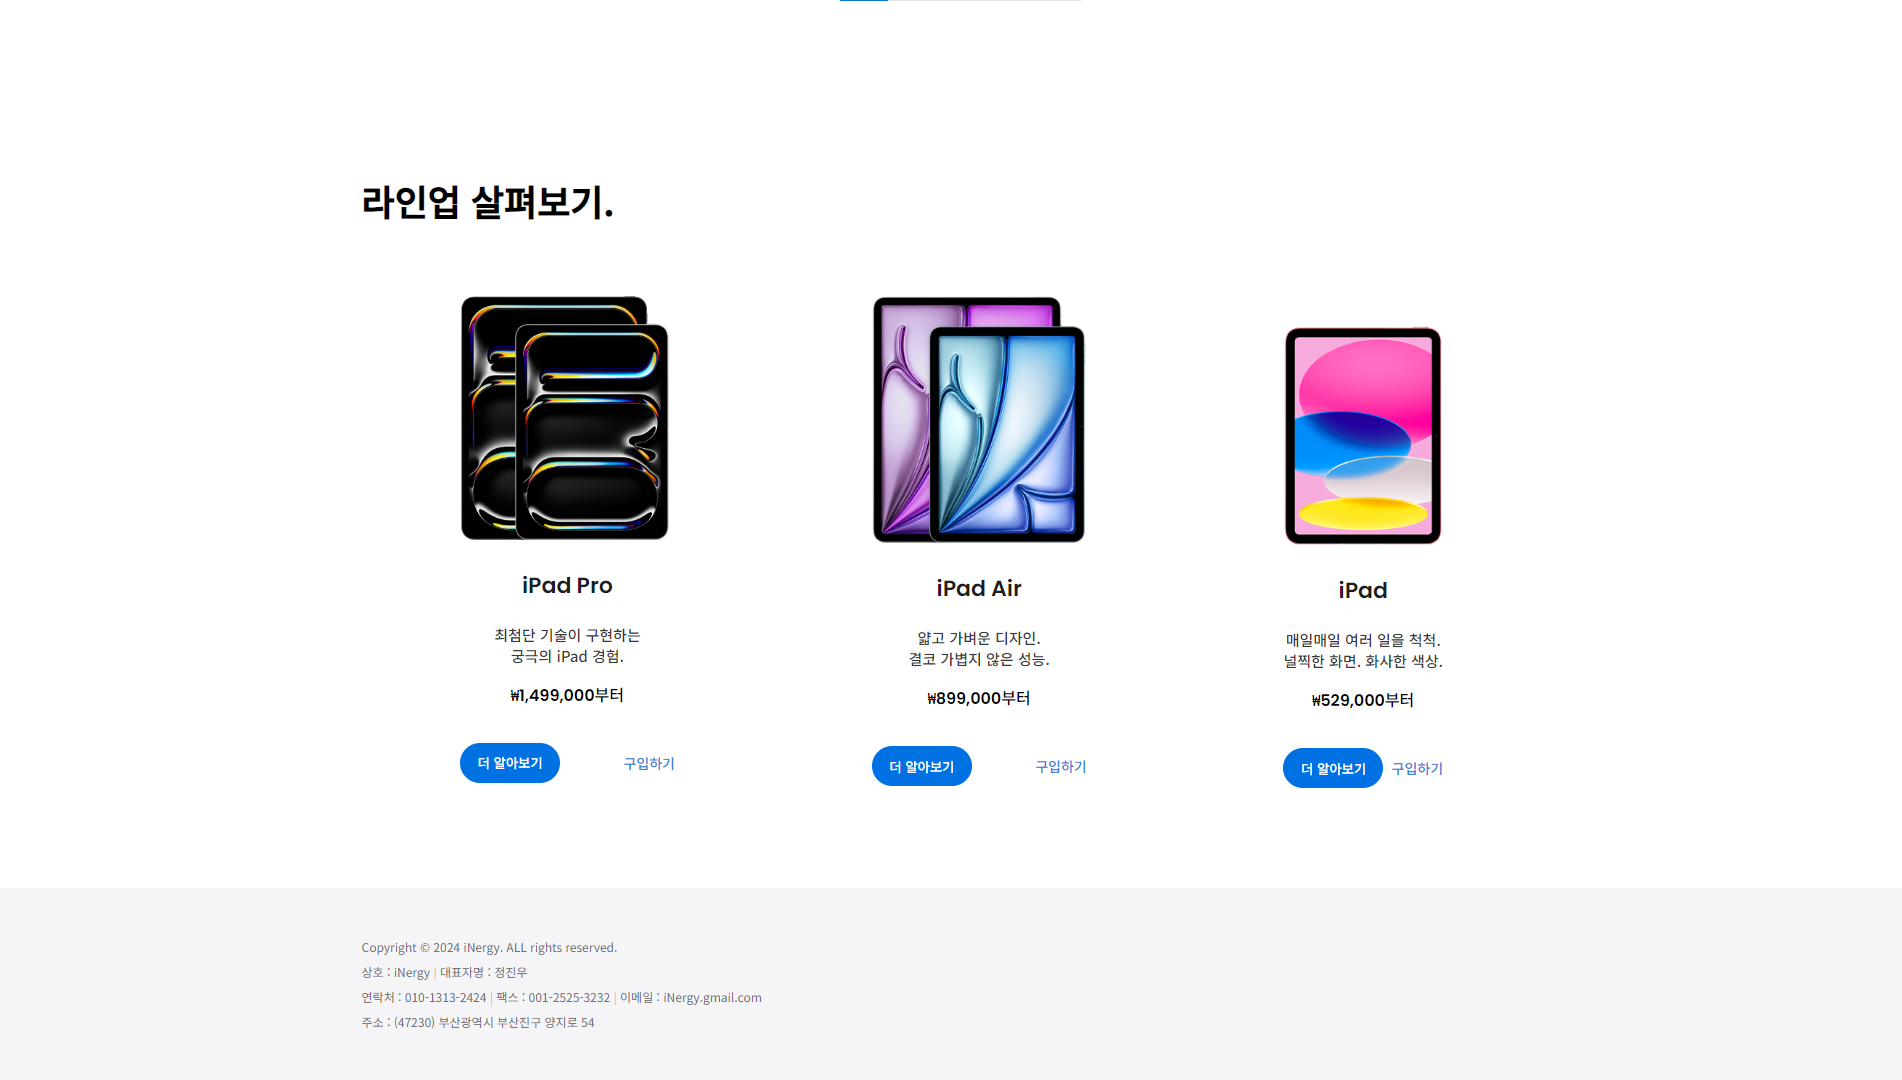 라인업 살펴보기.
iPad Pro
최첨단 기술이 구현하는
궁극의 iPad 경험.
₩1,499,000부터
더 알아보기
구입하기
iPad Air
얇고 가벼운 디자인.
결코 가볍지 않은 성능.
₩899,000부터
더 알아보기
구입하기
iPad
매일매일 여러 일을 척척.
널찍한 화면. 화사한 색상.
₩529,000부터
더 알아보기
구입하기
Copyright © 2024 iNergy. ALL rights reserved.
상호 : iNergy | 대표자명 : 정진우
연락처 : 010-1313-2424 | 팩스 : 001-2525-3232 | 이메일 : iNergy.gmail.com
주소 : (47230) 부산광역시 부산진구 양지로 54